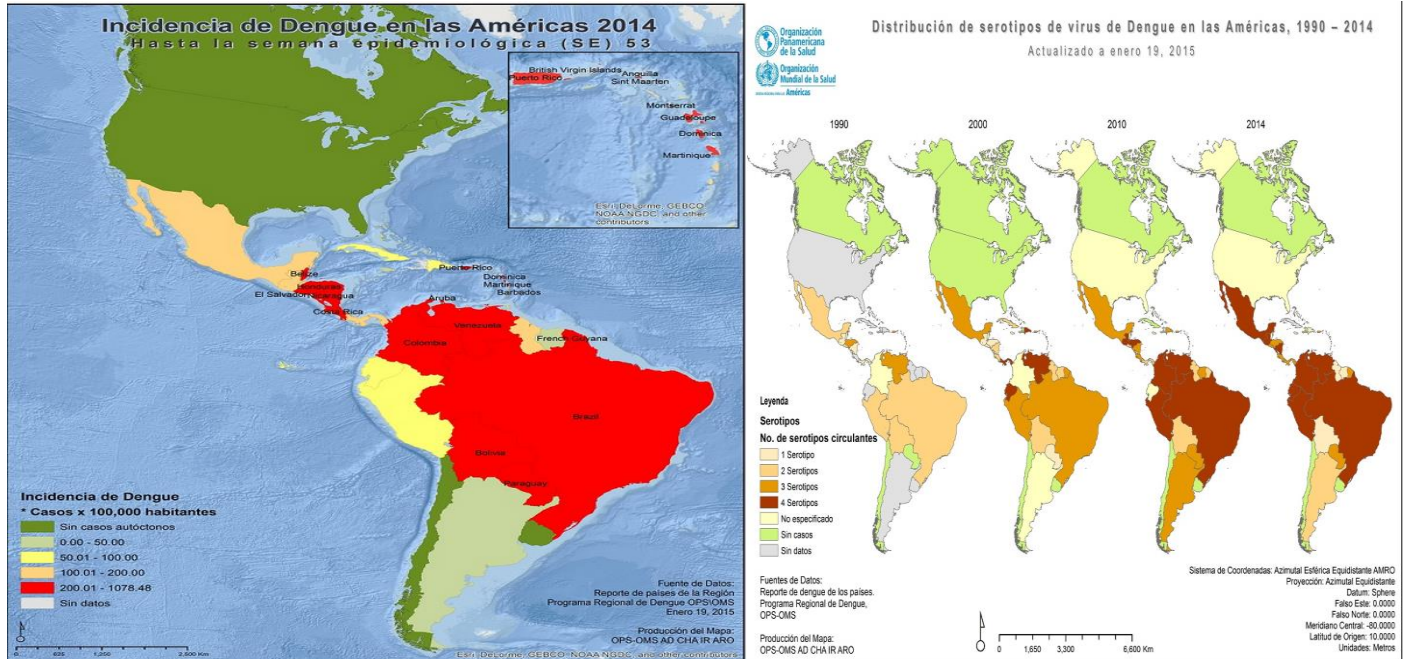 Incidencia de Dengue en las Américas 2014
Hasta la semana epidemiológica (SE) 53
British Virgin Islands
Puerto Rico
Anguilla
Sint Maarten
Montserrat
Guadeloupe
Dominica
Martinique
Esri, DeLorme, GEBCO,
NOAA NGDC, and other
contributors
Belize
Honduras
El Salvador
Nicaragua
Costa Rica
Puerto Rico
Dominica
Martinique
Barbados
Aruba
Venezuela
Colombia
French Guyana
Brazil
Bolivia
Paraguay
Incidencia de Dengue
* Casos x 100,000 habitantes
Sin casos autóctonos
0.00 - 50.00
50.01 - 100.00
100.01 - 200.00
200.01 - 1078.48
Sin datos
0 625 1,250 2,500 Km
Fuente de Datos:
Reporte de países de la Región
Programa Regional de Dengue OPS\OMS
Enero 19, 2015
Producción del Mapa:
OPS-OMS AD CHA IR ARO
Esri, DeLorme, GEBCO, NOAA NGDC, and other contributors
Organización
Panamericana
de la Salud
Organización
Mundial de la Salud
Américas
Distribución de serotipos de virus de Dengue en las Américas, 1990 – 2014
Actualizado a enero 19, 2015
1990
2000
2010
2014
Leyenda
Serotipos
No. de serotipos circulantes
1 Serotipo
2 Serotipos
3 Serotipos
4 Serotipos
No especificado
Sin casos
Sin datos
Fuentes de Datos:
Reporte de dengue de los países.
Programa Regional de Dengue,
OPS-OMS
Producción del Mapa:
OPS-OMS AD CHA IR ARO
0 1,650 3,300 6,600 Km
Sistema de Coordenadas: Azimutal Esférica Equidistante AMRO
Proyección: Azimutal Equidistante
Datum: Sphere
Falso Este: 0.0000
Falso Norte: 0.0000
Meridiano Central: -80.0000
Latitud de Origen: 10.0000
Unidades: Metros